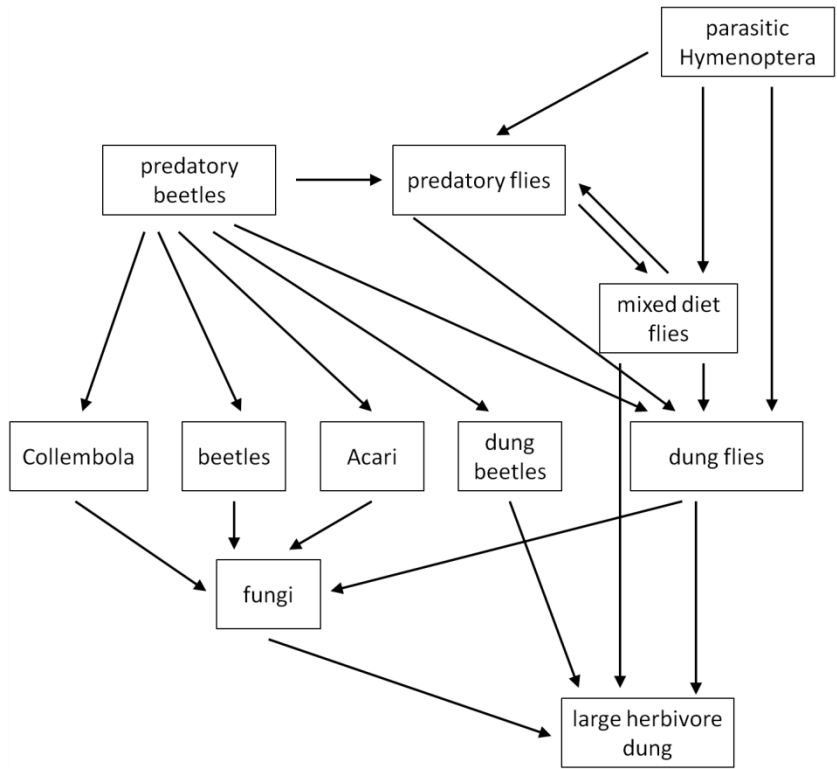 parasitic
Hymenoptera
predatory
beetles
predatory flies
mixed diet
flies
Collembola
beetles
Acari
dung
beetles
dung flies
fungi
large herbivore
dung